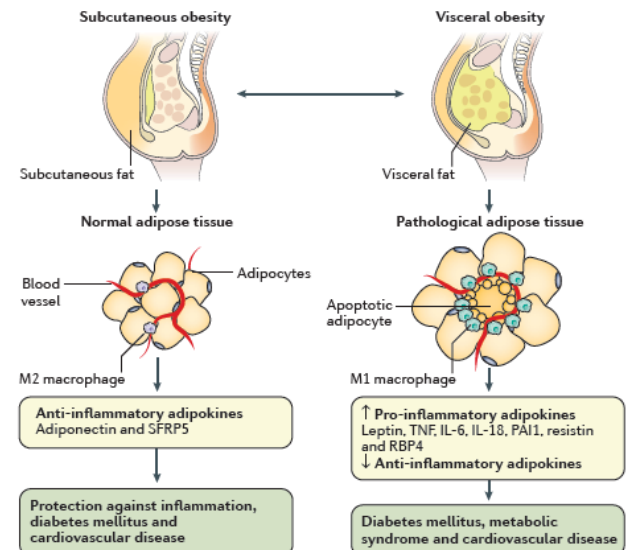 Subcutaneous obesity
Visceral obesity
Subcutaneous fat
Visceral fat
Normal adipose tissue
Pathological adipose tissue
Blood
vessel
Adipocytes
M2 macrophage
Apoptotic
adipocyte
M1 macrophage
Anti-inflammatory adipokines
Adiponectin and SFRP5
↑ Pro-inflammatory adipokines
Leptin, TNF, IL-6, IL-18, PAI1, resistin
and RBP4
↓ Anti-inflammatory adipokines
Protection against inflammation,
diabetes mellitus and
cardiovascular disease
Diabetes mellitus, metabolic
syndrome and cardiovascular disease